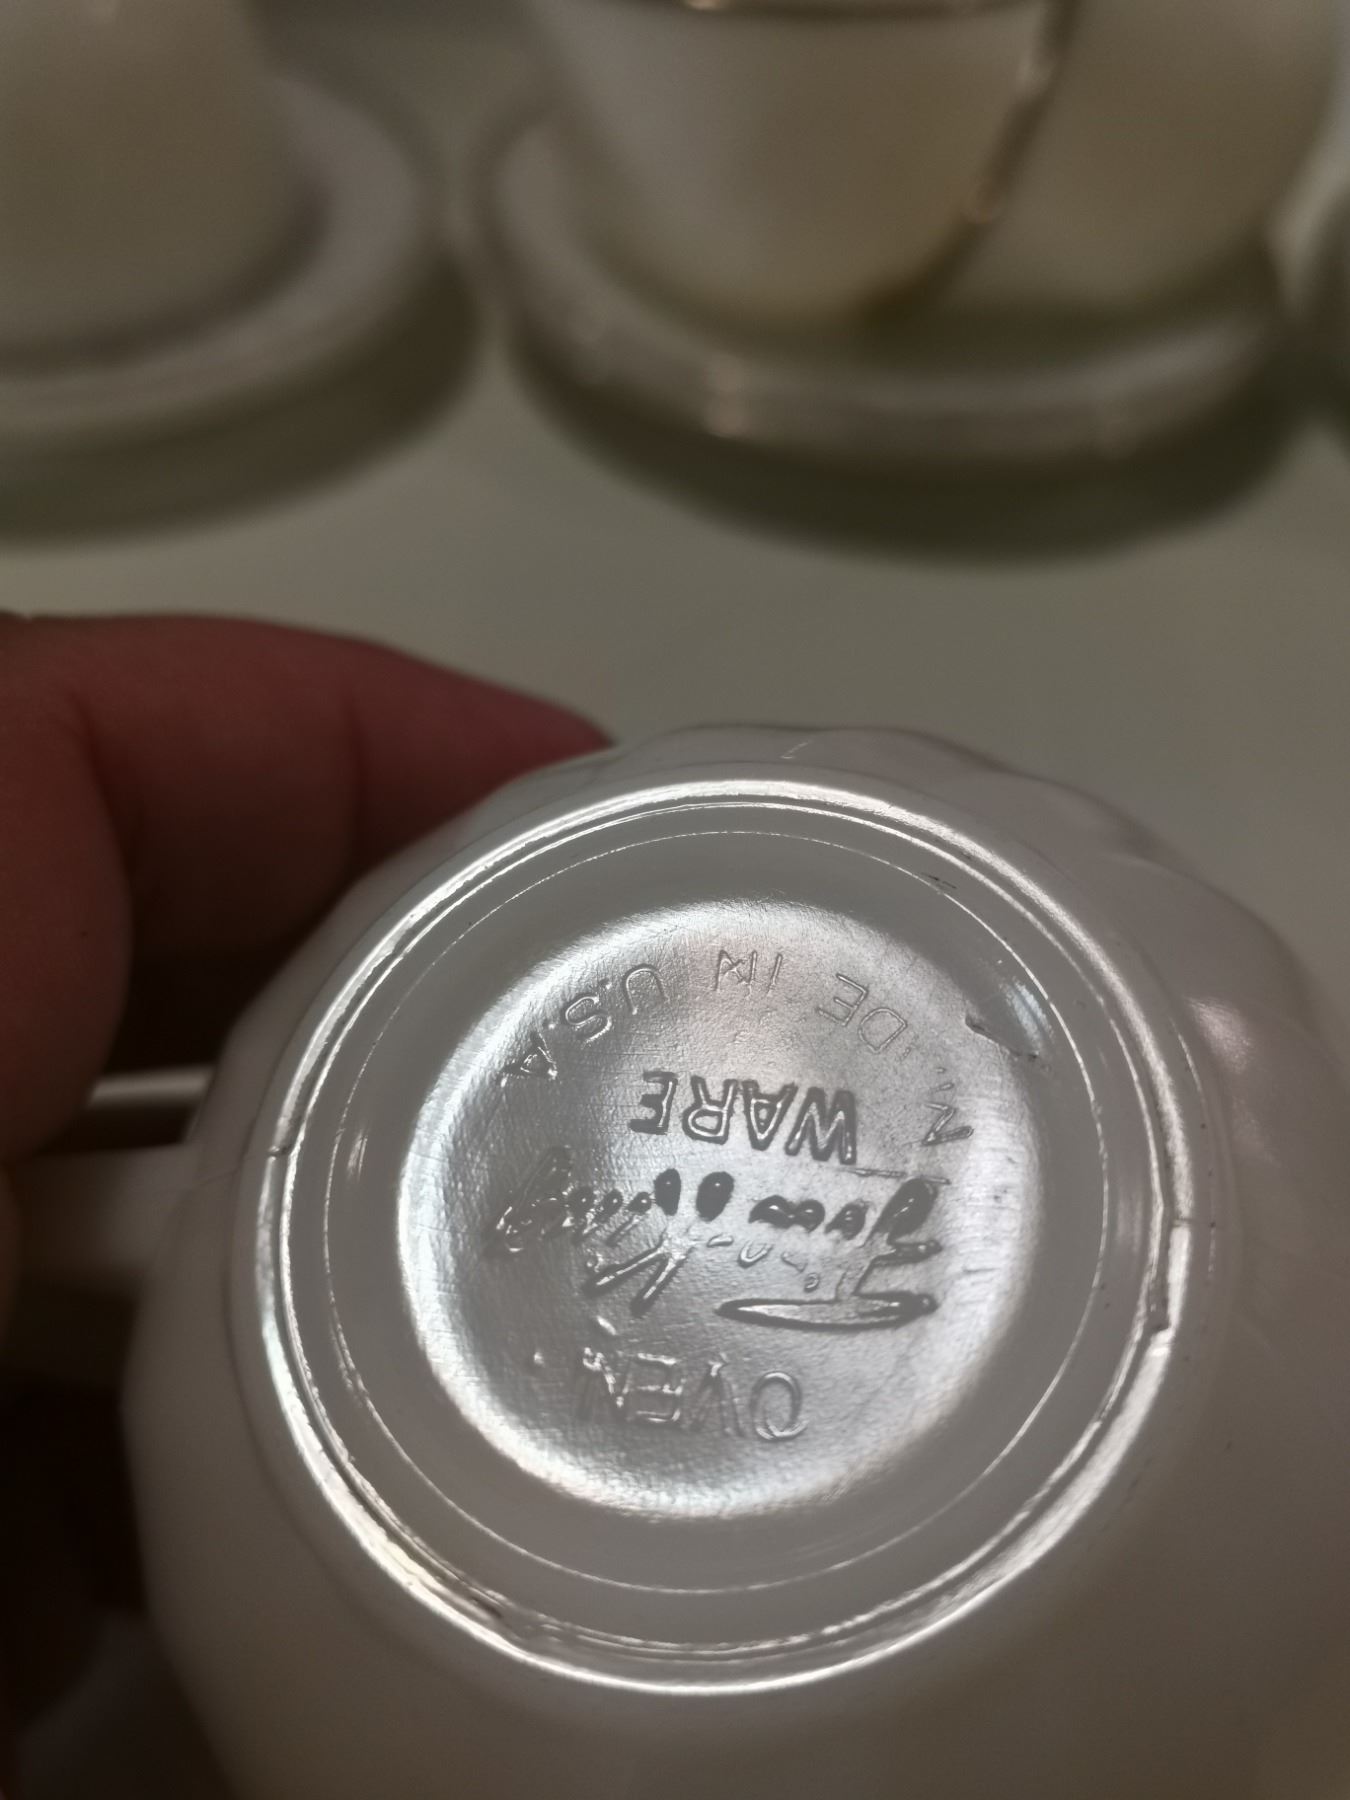 OVEN
Fire-King
WARE
MADE IN U.S.A.